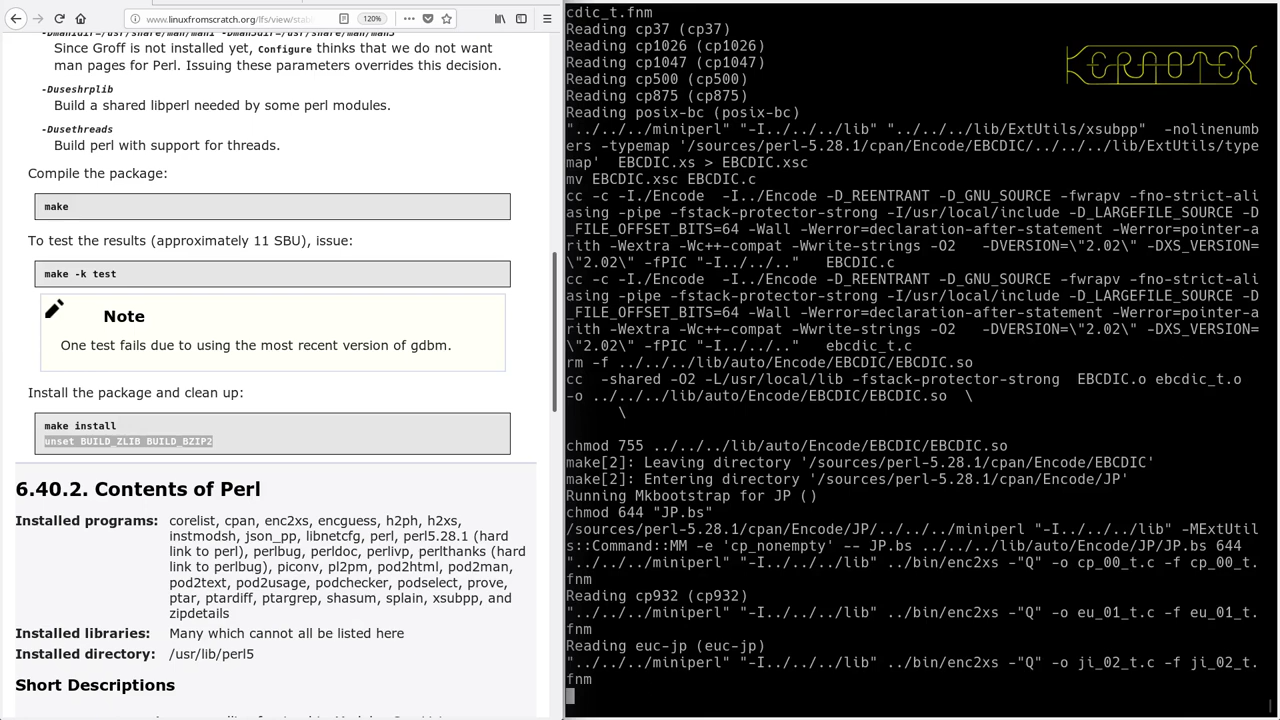 www.linuxfromscratch.org/lfs/view/stab
120%
-Dman1dir=/usr/share/man/man1 -Dman3dir=/usr/share/man/man3
Since Groff is not installed yet, Configure thinks that we do not want
man pages for Perl. Issuing these parameters overrides this decision.
-Duseshrplib
Build a shared libperl needed by some perl modules.
-Dusethreads
Build perl with support for threads.
Compile the package:
make
To test the results (approximately 11 SBU), issue:
make -k test
Note
One test fails due to using the most recent version of gdbm.
Install the package and clean up:
make install
unset BUILD_ZLIB BUILD_BZIP2
6.40.2. Contents of Perl
Installed programs: corelist, cpan, enc2xs, encguess, h2ph, h2xs,
instmodsh, json_pp, libnetcfg, perl, perl5.28.1 (hard
link to perl), perlbug, perldoc, perlivp, perlthanks (hard
link to perlbug), piconv, pl2pm, pod2html, pod2man,
pod2text, pod2usage, podchecker, podselect, prove,
ptar, ptardiff, ptargrep, shasum, splain, xsubpp, and
zipdetails
Installed libraries: Many which cannot all be listed here
Installed directory: /usr/lib/perl5
Short Descriptions
cdic_t.fnm
Reading cp37 (cp37)
Reading cp1026 (cp1026)
Reading cp1047 (cp1047)
Reading cp500 (cp500)
Reading cp875 (cp875)
Reading posix-bc (posix-bc)
"../../../miniperl" "-I../../../lib" "../../../lib/ExtUtils/xsubpp"  -nolinenumb
ers -typemap '/sources/perl-5.28.1/cpan/Encode/EBCDIC/../../../lib/ExtUtils/type
map'  EBCDIC.xs > EBCDIC.xsc
mv EBCDIC.xsc EBCDIC.c
cc -c -I./Encode  -I../Encode -D_REENTRANT -D_GNU_SOURCE -fwrapv -fno-strict-ali
asing -pipe -fstack-protector-strong -I/usr/local/include -D_LARGEFILE_SOURCE -D
_FILE_OFFSET_BITS=64 -Wall -Werror=declaration-after-statement -Werror=pointer-a
rith -Wextra -Wc++-compat -Wwrite-strings -O2   -DVERSION=\"2.02\" -DXS_VERSION=
\"2.02\" -fPIC "-I../../.."   EBCDIC.c
cc -c -I./Encode  -I../Encode -D_REENTRANT -D_GNU_SOURCE -fwrapv -fno-strict-ali
asing -pipe -fstack-protector-strong -I/usr/local/include -D_LARGEFILE_SOURCE -D
_FILE_OFFSET_BITS=64 -Wall -Werror=declaration-after-statement -Werror=pointer-a
rith -Wextra -Wc++-compat -Wwrite-strings -O2   -DVERSION=\"2.02\" -DXS_VERSION=
\"2.02\" -fPIC "-I../../.."   ebcdic_t.c
rm -f ../../../lib/auto/Encode/EBCDIC/EBCDIC.so
cc  -shared -O2 -L/usr/local/lib -fstack-protector-strong  EBCDIC.o ebcdic_t.o
-o ../../../lib/auto/Encode/EBCDIC/EBCDIC.so  \
\
chmod 755 ../../../lib/auto/Encode/EBCDIC/EBCDIC.so
make[2]: Leaving directory '/sources/perl-5.28.1/cpan/Encode/EBCDIC'
make[2]: Entering directory '/sources/perl-5.28.1/cpan/Encode/JP'
Running Mkbootstrap for JP ()
chmod 644 "JP.bs"
/sources/perl-5.28.1/cpan/Encode/JP/../../../miniperl "-I../../../lib" -MExtUtil
s::Command::MM -e 'cp_nonempty' -- JP.bs ../../../lib/auto/Encode/JP/JP.bs 644
"../../../miniperl" "-I../../../lib" ../bin/enc2xs -"Q" -o cp_00_t.c -f cp_00_t.
fnm
Reading cp932 (cp932)
"../../../miniperl" "-I../../../lib" ../bin/enc2xs -"Q" -o eu_01_t.c -f eu_01_t.
fnm
Reading euc-jp (euc-jp)
"../../../miniperl" "-I../../../lib" ../bin/enc2xs -"Q" -o ji_02_t.c -f ji_02_t.
fnm